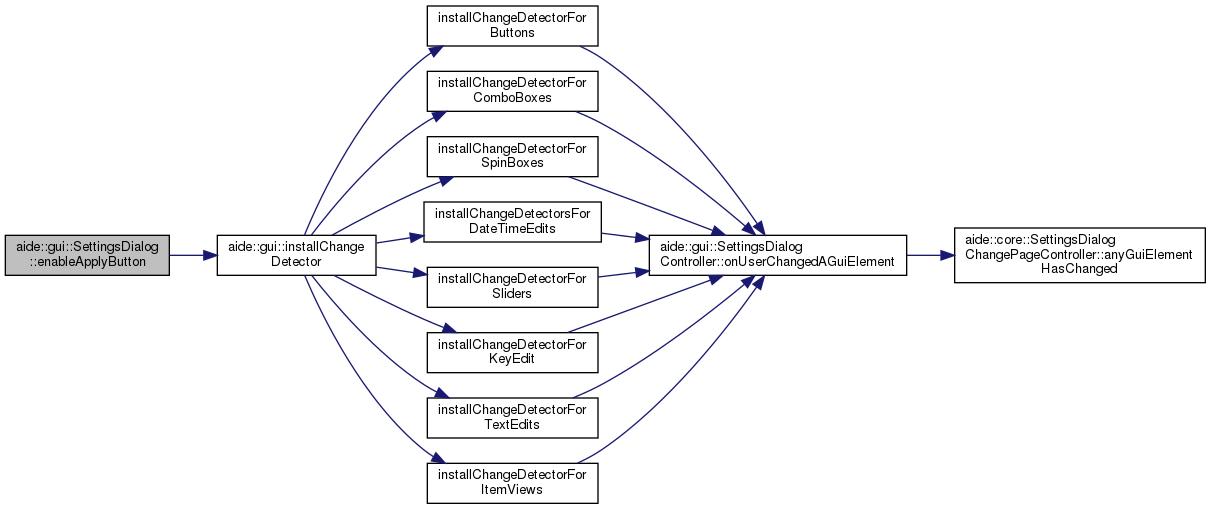 aide::gui::SettingsDialog
::enableApplyButton
aide::gui::installChange
Detector
installChangeDetectorFor
Buttons
installChangeDetectorFor
ComboBoxes
installChangeDetectorFor
SpinBoxes
installChangeDetectorsFor
DateTimeEdits
installChangeDetectorFor
Sliders
installChangeDetectorFor
KeyEdit
installChangeDetectorFor
TextEdits
installChangeDetectorFor
ItemViews
aide::gui::SettingsDialog
Controller::onUserChangedAGuiElement
aide::core::SettingsDialog
ChangePageController::anyGuiElement
HasChanged